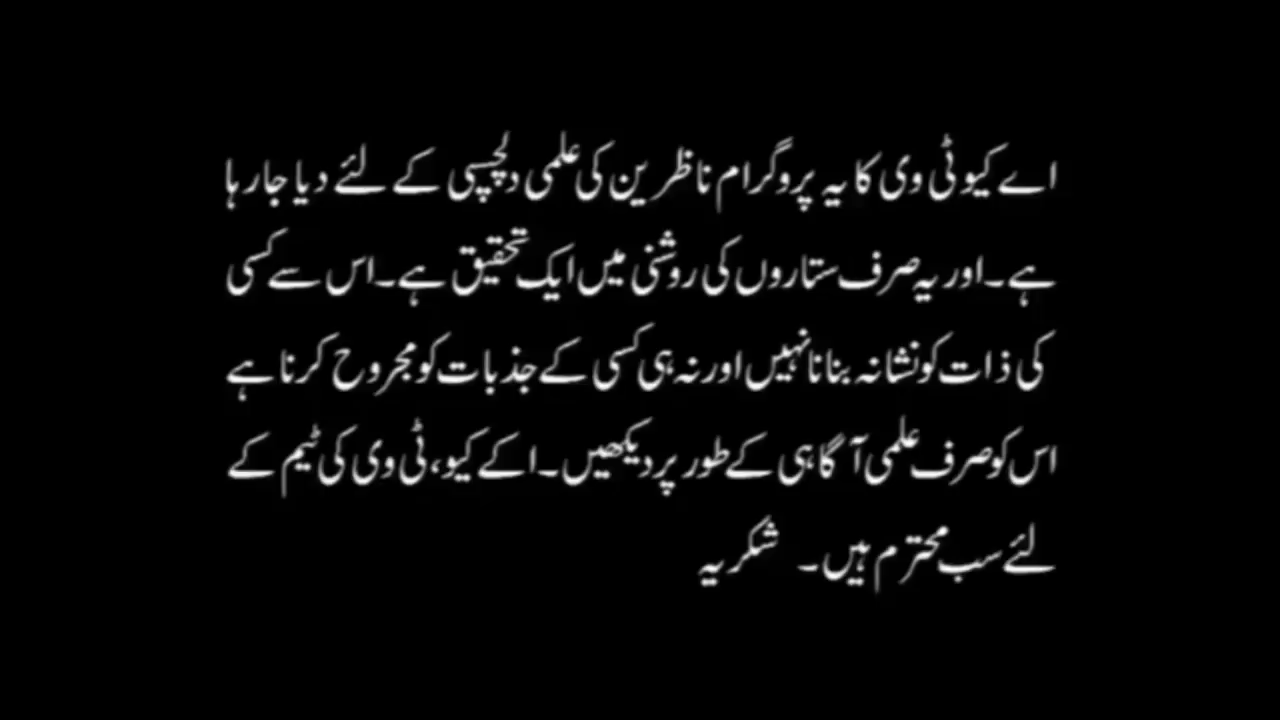 اے کیو ٹی وی کا یہ پروگرام ناظرین کی علمی دلچسپی کے لئے دیا جارہا
ہے۔ اور یہ صرف ستاروں کی روشنی میں ایک تحقیق ہے۔ اس سے کسی
کی ذات کو نشانہ بنانا نہیں اور نہ ہی کسی کے جذبات کو مجروح کرنا ہے
اس کو صرف علمی آگاہی کے طور پر دیکھیں۔ اکے کیو، ٹی وی کی ٹیم کے
لئے سب محترم ہیں۔ شکریہ